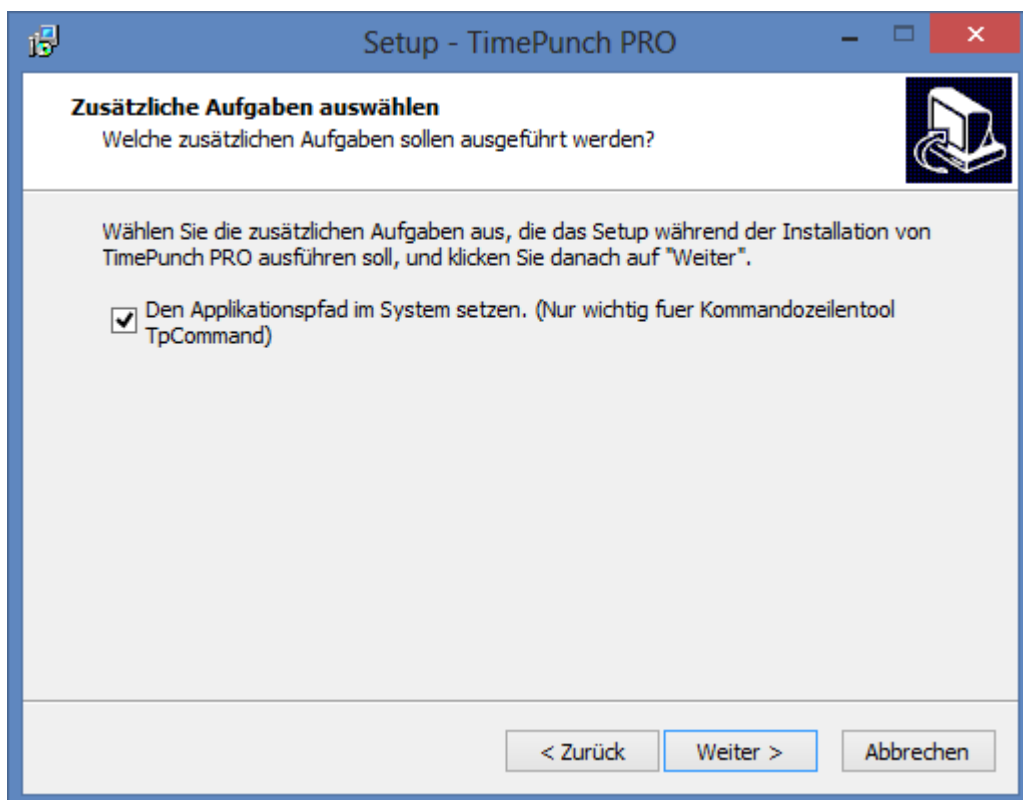 Setup - TimePunch PRO
Zusätzliche Aufgaben auswählen
Welche zusätzlichen Aufgaben sollen ausgeführt werden?
Wählen Sie die zusätzlichen Aufgaben aus, die das Setup während der Installation von
TimePunch PRO ausführen soll, und klicken Sie danach auf "Weiter".
Den Applikationspfad im System setzen. (Nur wichtig fuer Kommandozeilentool
TpCommand)
< Zurück
Weiter >
Abbrechen